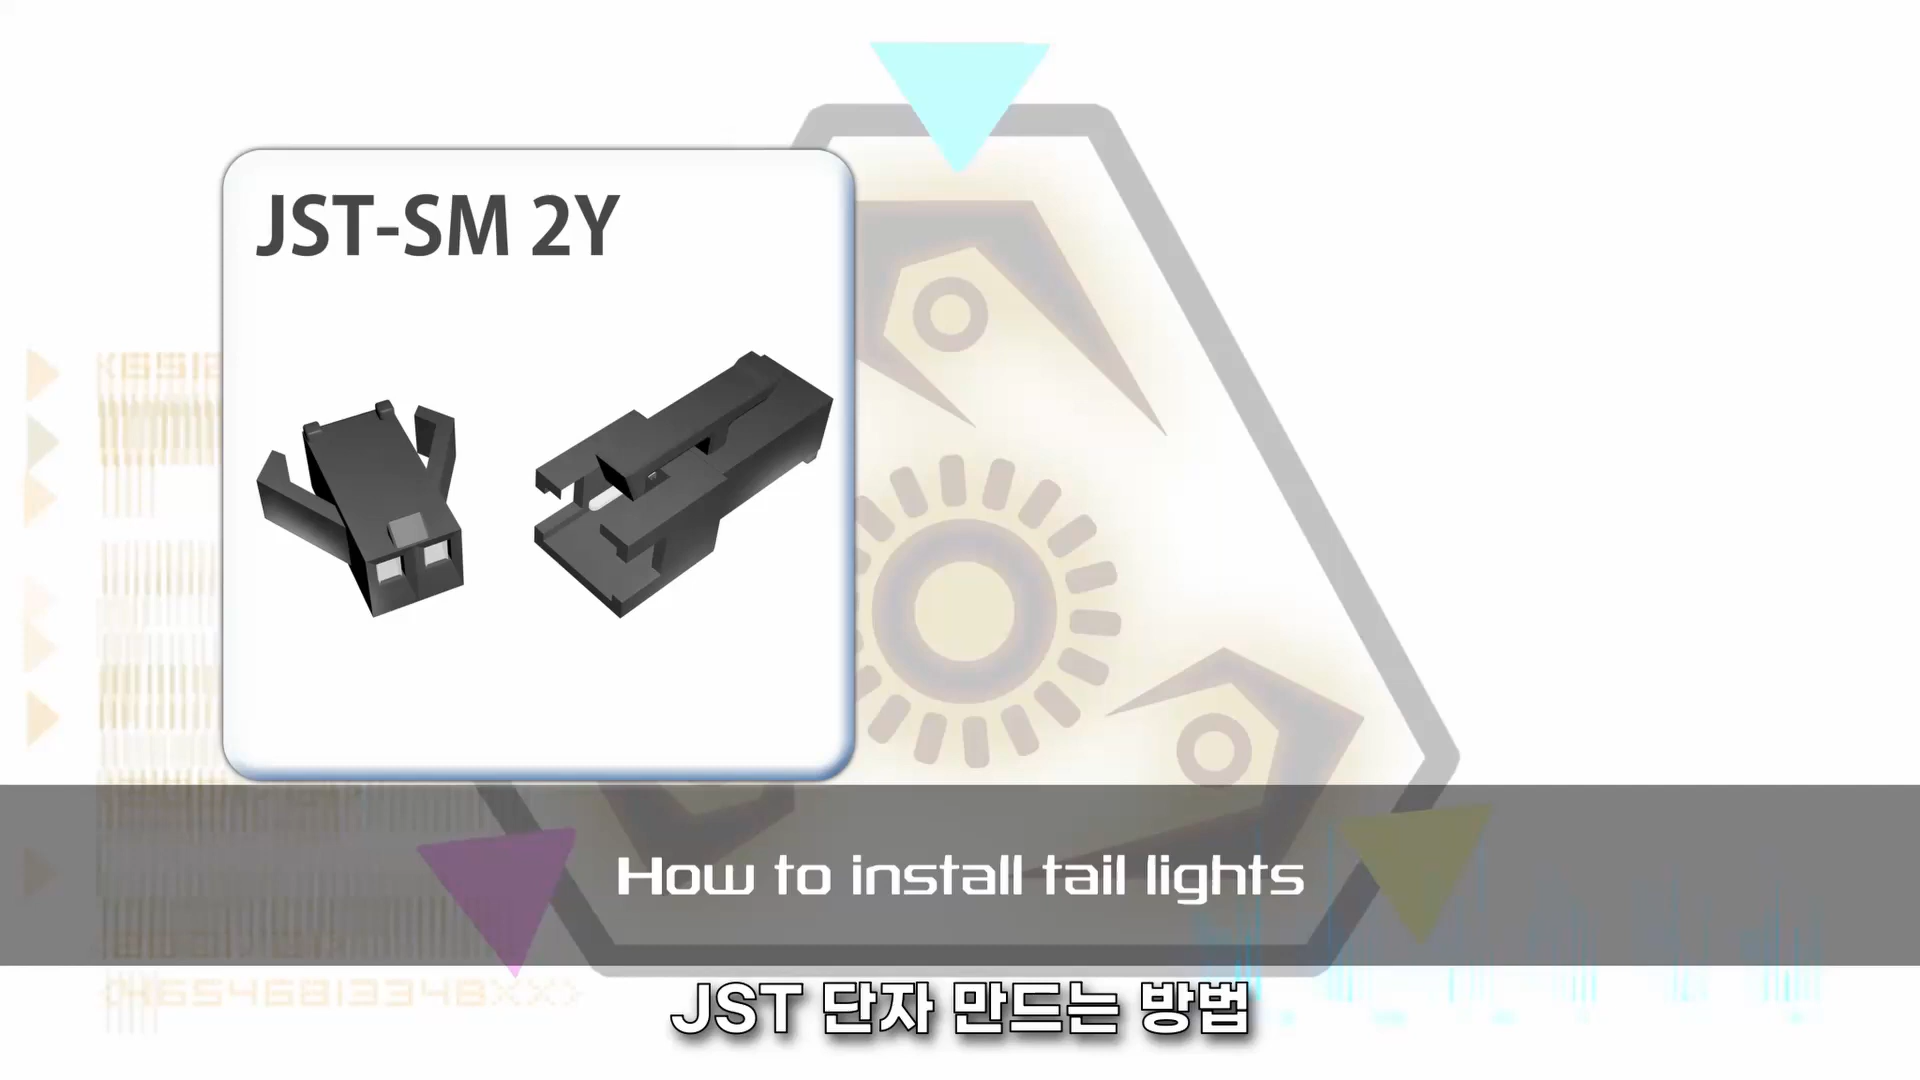 JST-SM 2Y
How to install tail lights
JST 단자 만드는 방법